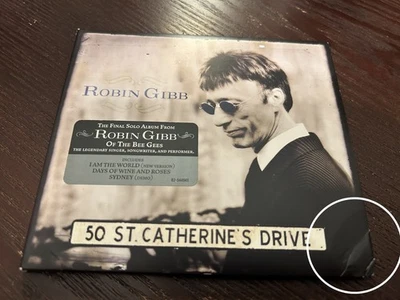 ROBIN GIBB
THE FINAL SOLO ALBUM FROM
ROBIN GIBB
OF THE BEE GEES
THE LEGENDARY SINGER, SONGWRITER, AND PERFORMER.
INCLUDES
I AM THE WORLD (NEW VERSION)
DAYS OF WINE AND ROSES
SYDNEY (DEMO)
50 ST. CATHERINE'S DRIVE